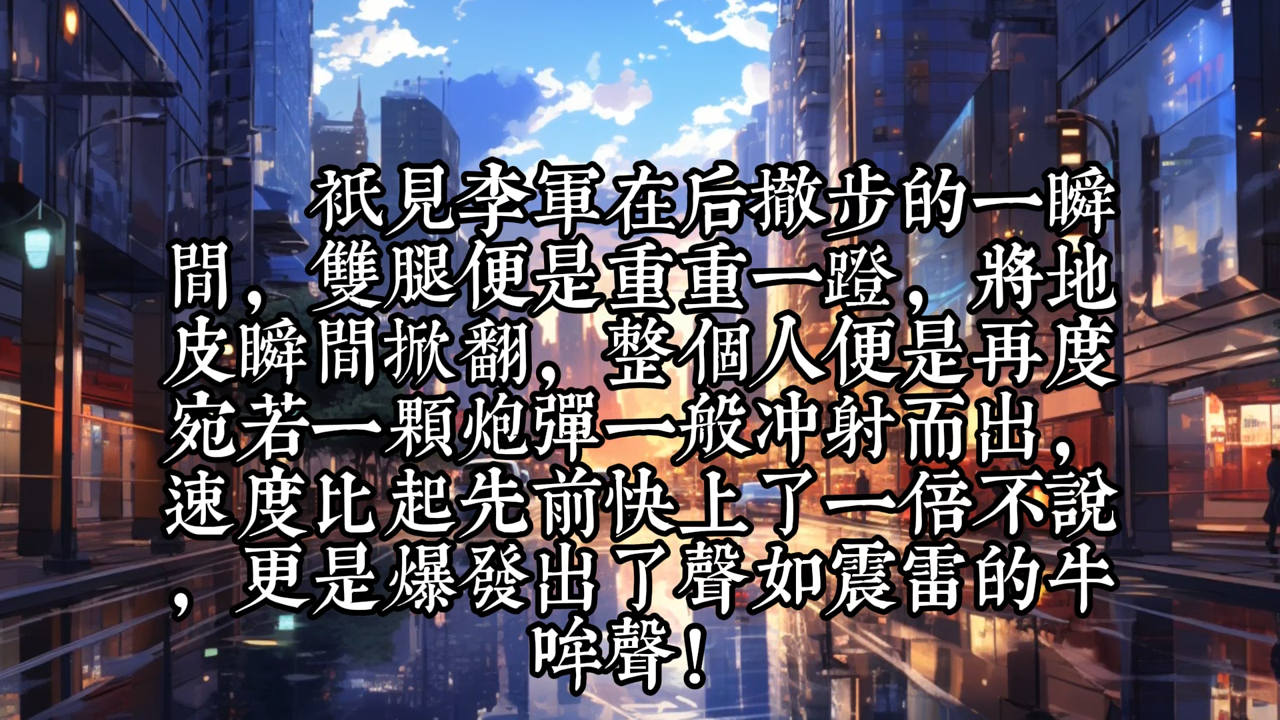 祇見李軍在后撤步的一瞬
間，雙腿便是重重一蹬，將地
皮瞬間掀翻，整個人便是再度
宛若一顆炮彈一般冲射而出，
速度比起先前快上了一倍不說
，更是爆發出了聲如震雷的牛
哞聲！